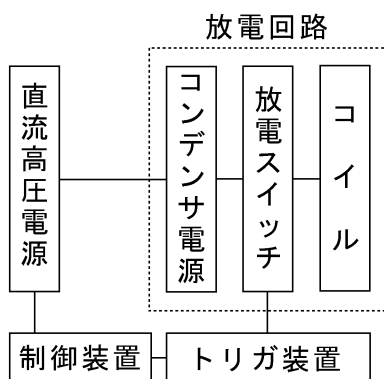 放電回路
直流高圧電源
コンデンサ電源
放電スイッチ
コイル
制御装置
トリガ装置